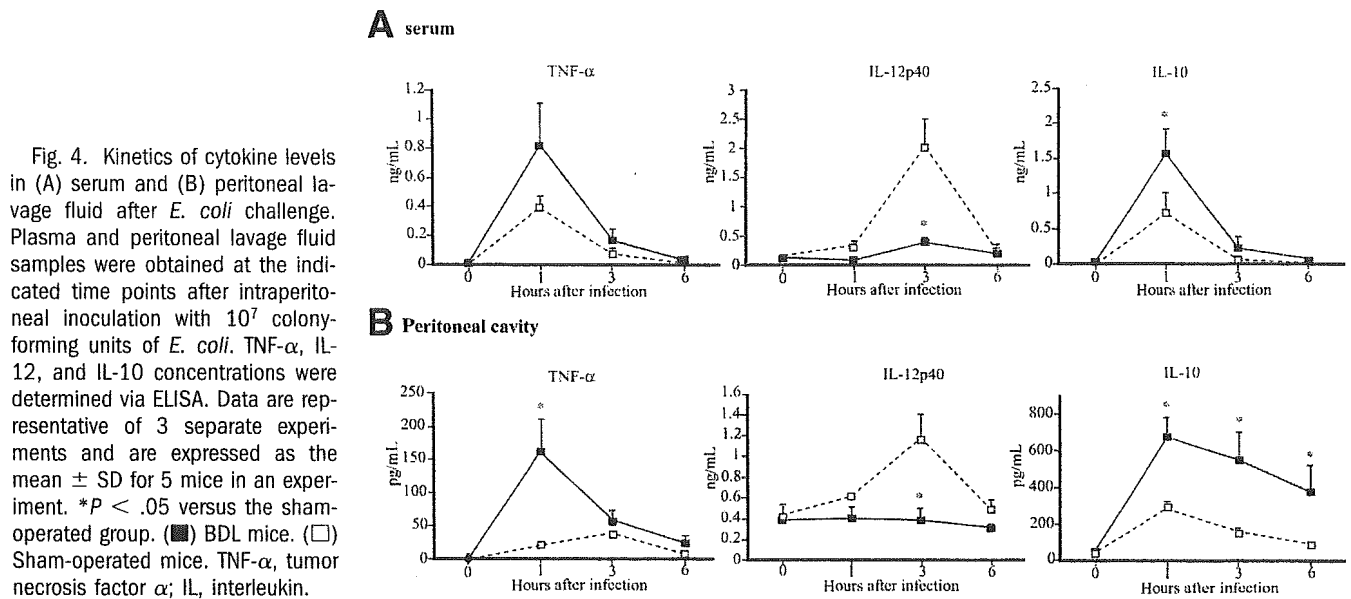 Fig. 4. Kinetics of cytokine levels
in (A) serum and (B) peritoneal la-
vage fluid after E. coli challenge.
Plasma and peritoneal lavage fluid
samples were obtained at the indi-
cated time points after intraperito-
neal inoculation with 10⁷ colony-
forming units of E. coli. TNF-α, IL-
12, and IL-10 concentrations were
determined via ELISA. Data are rep-
resentative of 3 separate experi-
ments and are expressed as the
mean ± SD for 5 mice in an exper-
iment. *P < .05 versus the sham-
operated group. (■) BDL mice. (□)
Sham-operated mice. TNF-α, tumor
necrosis factor α; IL, interleukin.
A serum
TNF-α
ng/mL
1.2
1
0.8
0.6
0.4
0.2
0
0 1 3 6
Hours after infection
IL-12p40
ng/mL
3
2.5
2
1.5
1
0.5
0
0 1 3 6
Hours after infection
IL-10
ng/mL
2.5
2
1.5
1
0.5
0
*
0 1 3 6
Hours after infection
B Peritoneal cavity
TNF-α
pg/mL
250
200
150
100
50
0
*
0 1 3 6
Hours after infection
IL-12p40
ng/mL
1.6
1.4
1.2
1
0.8
0.6
0.4
0.2
0
*
0 1 3 6
Hours after infection
IL-10
pg/mL
800
600
400
200
0
* * *
0 1 3 6
Hours after infection